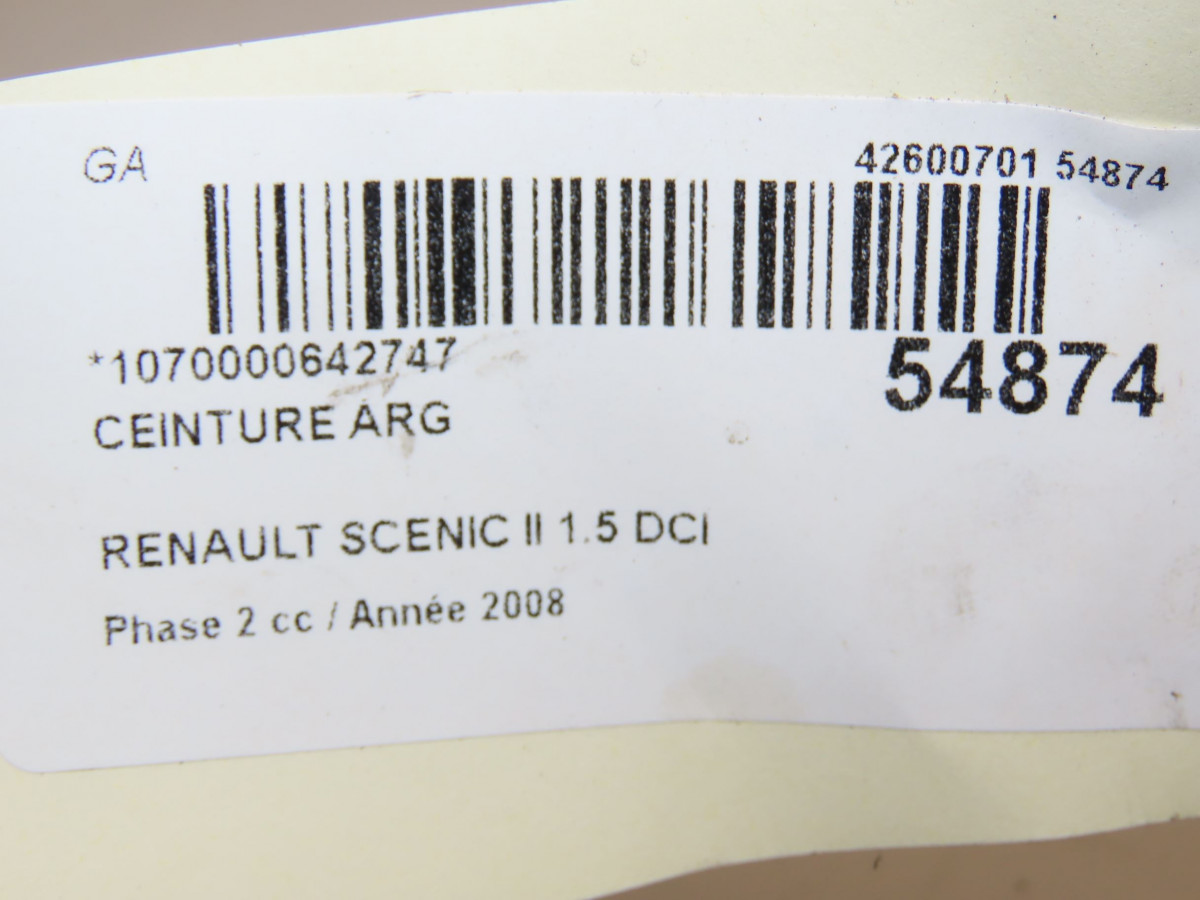 GA
42600701 54874
*1070000642747
54874
CEINTURE ARG
RENAULT SCENIC II 1.5 DCI
Phase 2 cc / Année 2008